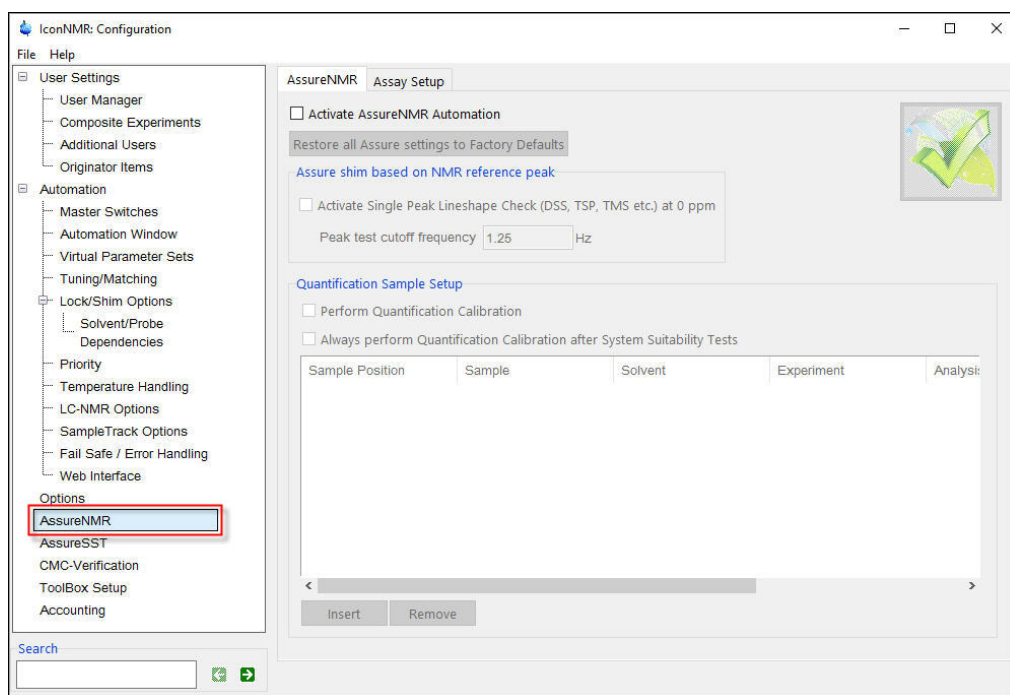 IconNMR: Configuration
File Help
User Settings
User Manager
Composite Experiments
Additional Users
Originator Items
Automation
Master Switches
Automation Window
Virtual Parameter Sets
Tuning/Matching
Lock/Shim Options
Solvent/Probe
Dependencies
Priority
Temperature Handling
LC-NMR Options
SampleTrack Options
Fail Safe / Error Handling
Web Interface
Options
AssureNMR
AssureSST
CMC-Verification
ToolBox Setup
Accounting
Search
AssureNMR Assay Setup
Activate AssureNMR Automation
Restore all Assure settings to Factory Defaults
Assure shim based on NMR reference peak
Activate Single Peak Lineshape Check (DSS, TSP, TMS etc.) at 0 ppm
Peak test cutoff frequency 1.25 Hz
Quantification Sample Setup
Perform Quantification Calibration
Always perform Quantification Calibration after System Suitability Tests
Sample Position Sample Solvent Experiment Analysis
Insert Remove